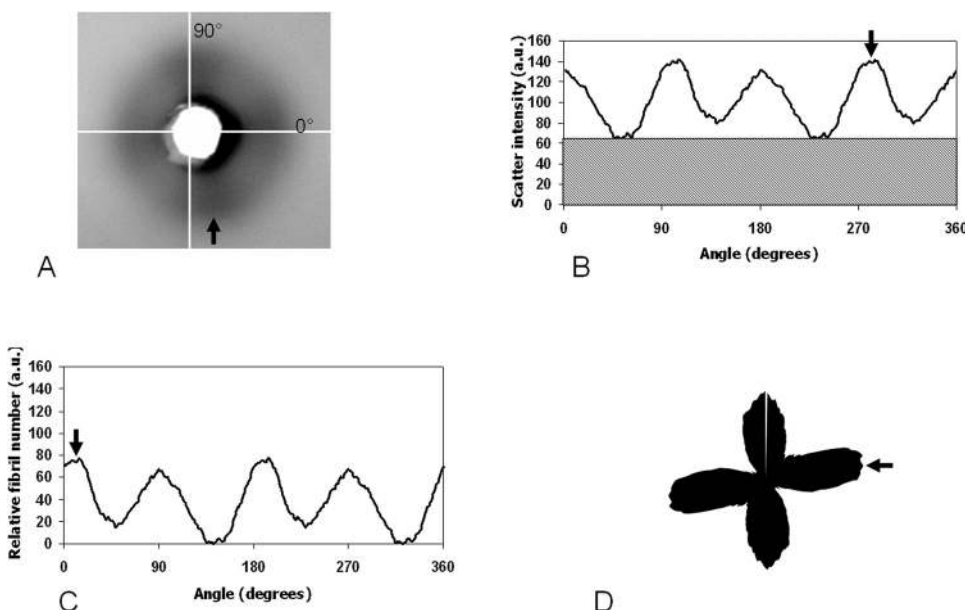 90°
0°
A
Scatter intensity (a.u.)
160
140
120
100
80
60
40
20
0
0 90 180 270 360
Angle (degrees)
B
Relative fibril number (a.u.)
160
140
120
100
80
60
40
20
0
0 90 180 270 360
Angle (degrees)
C
D